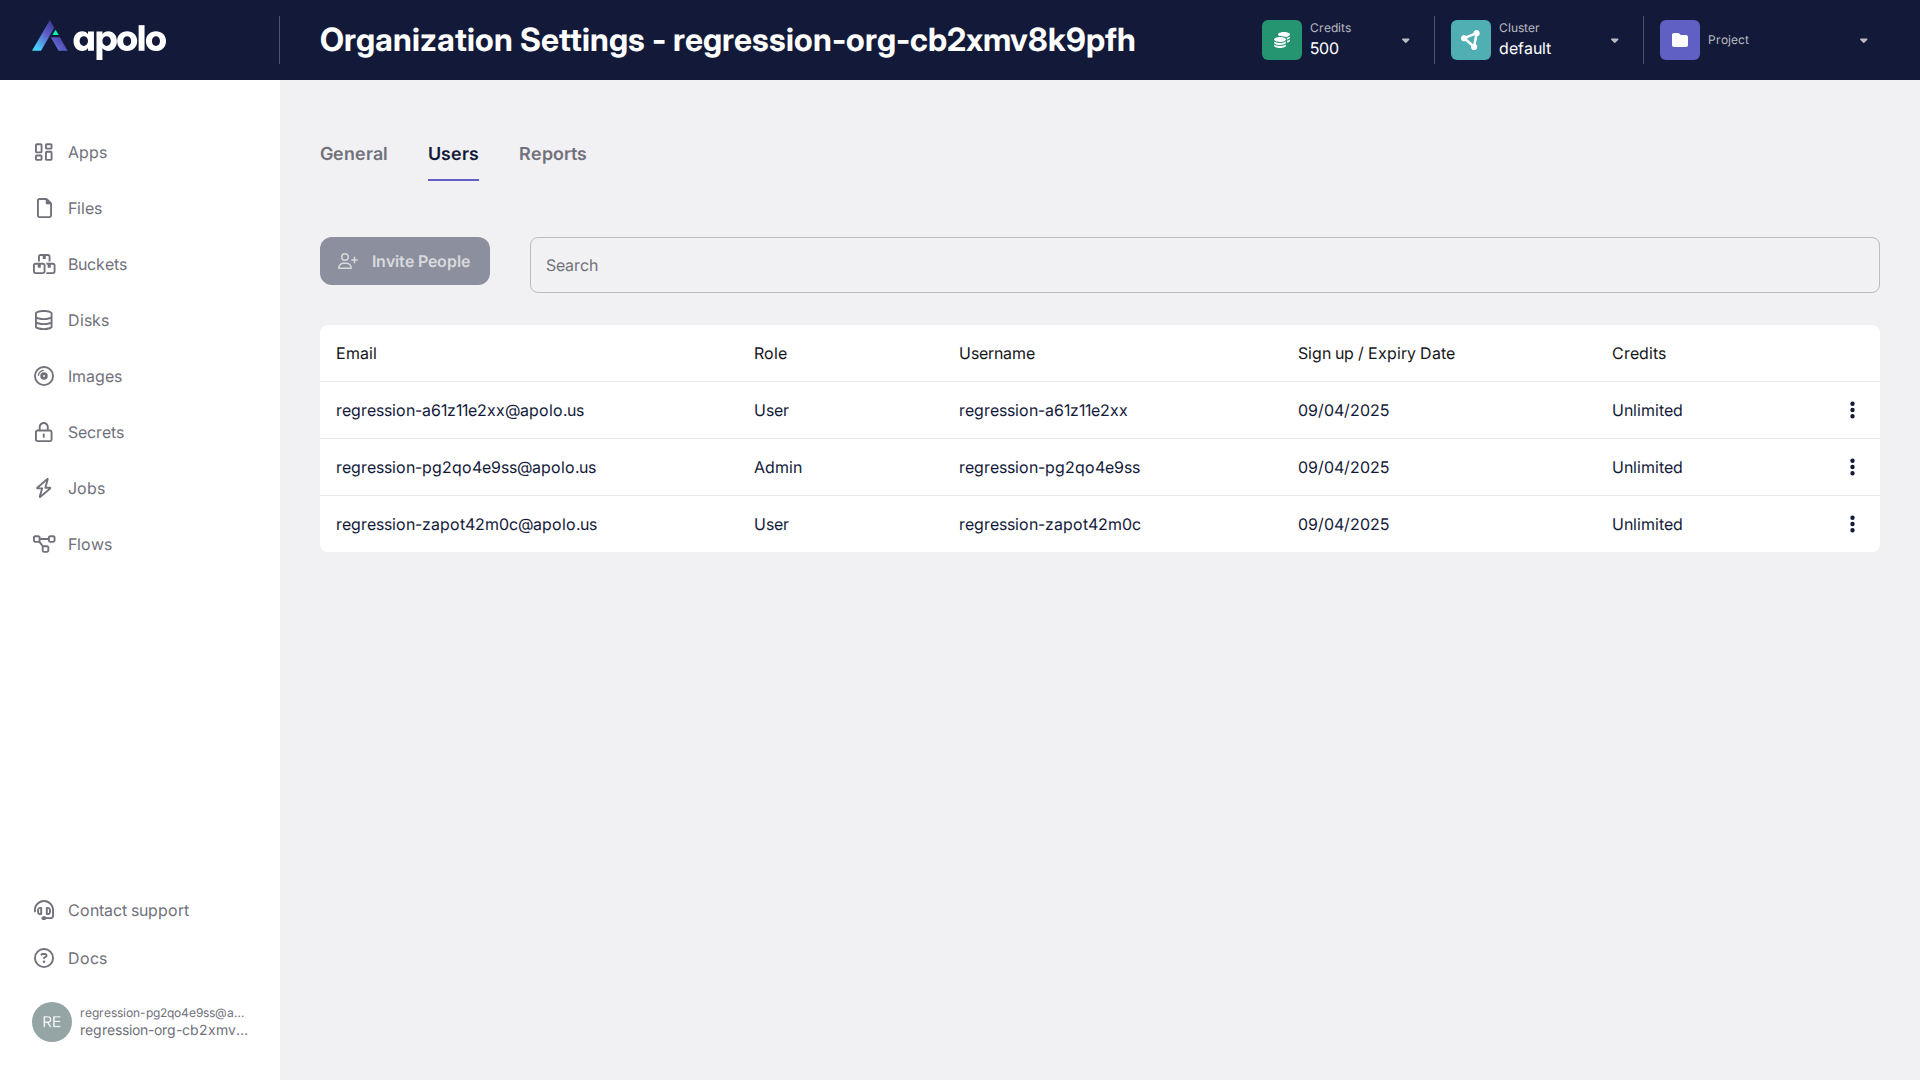 apolo
Organization Settings - regression-org-cb2xmv8k9pfh
Credits
500
Cluster
default
Project
Apps
Files
Buckets
Disks
Images
Secrets
Jobs
Flows
General Users Reports
Invite People
Search
Email Role Username Sign up / Expiry Date Credits
regression-a61z11e2xx@apolo.us User regression-a61z11e2xx 09/04/2025 Unlimited
regression-pg2qo4e9ss@apolo.us Admin regression-pg2qo4e9ss 09/04/2025 Unlimited
regression-zapot42m0c@apolo.us User regression-zapot42m0c 09/04/2025 Unlimited
Contact support
Docs
RE
regression-pg2qo4e9ss@a...
regression-org-cb2xmv...